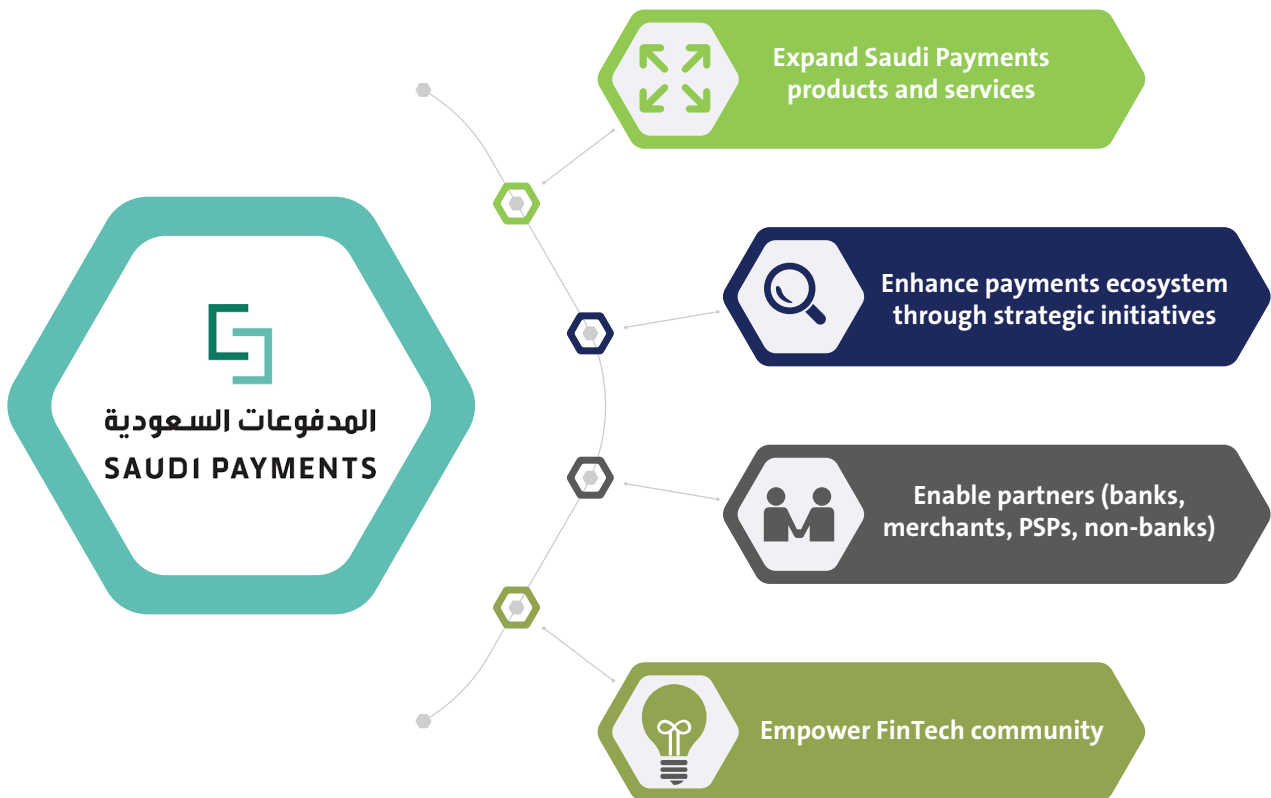 المدفوعات السعودية
SAUDI PAYMENTS
Expand Saudi Payments
products and services
Enhance payments ecosystem
through strategic initiatives
Enable partners (banks,
merchants, PSPs, non-banks)
Empower FinTech community